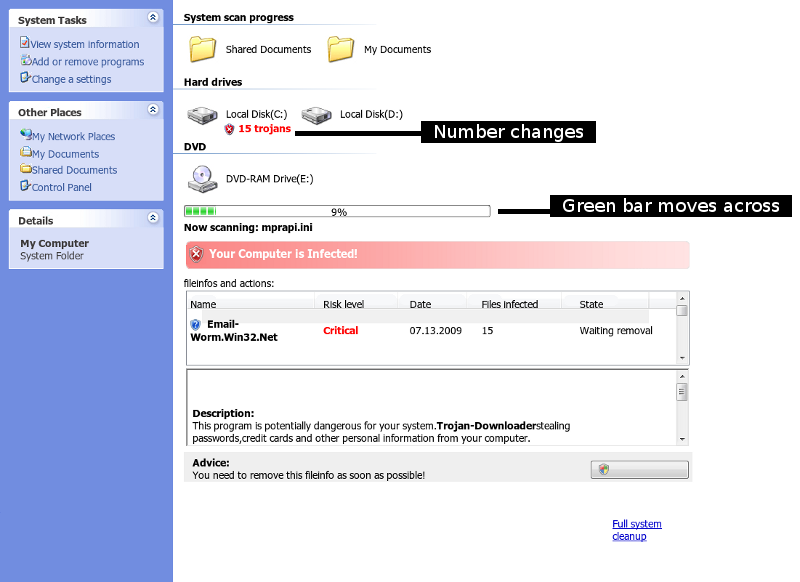 System Tasks
View system information
Add or remove programs
Change a settings
Other Places
My Network Places
My Documents
Shared Documents
Control Panel
Details
My Computer
System Folder
System scan progress
Shared Documents
My Documents
Hard drives
Local Disk(C:)
Local Disk(D:)
15 trojans
Number changes
DVD
DVD-RAM Drive(E:)
9%
Green bar moves across
Now scanning: mprapi.ini
Your Computer is Infected!
fileinfos and actions:
Name Risk level Date Files infected State
Email-
Worm.Win32.Net Critical 07.13.2009 15 Waiting removal
Description:
This program is potentially dangerous for your system.Trojan-Downloaderstealing
passwords,credit cards and other personal information from your computer.
Advice:
You need to remove this fileinfo as soon as possible!
Full system
cleanup